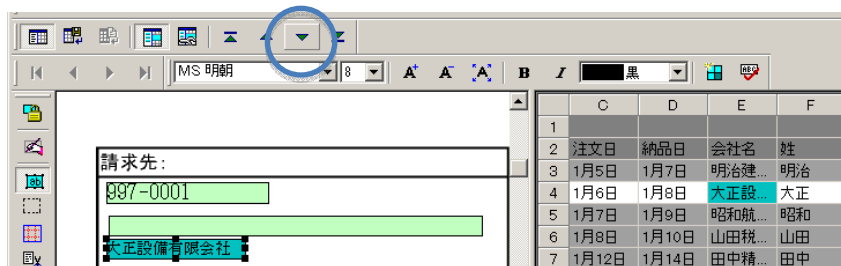 MS 明朝 8 A A A B I 黒 ABC
請求先:
997-0001
大正設備有限会社
C D E F
1
2 注文日 納品日 会社名 姓
3 1月5日 1月7日 明治建... 明治
4 1月6日 1月8日 大正設... 大正
5 1月7日 1月9日 昭和航... 昭和
6 1月8日 1月10日 山田税... 山田
7 1月12日 1月14日 田中精... 田中